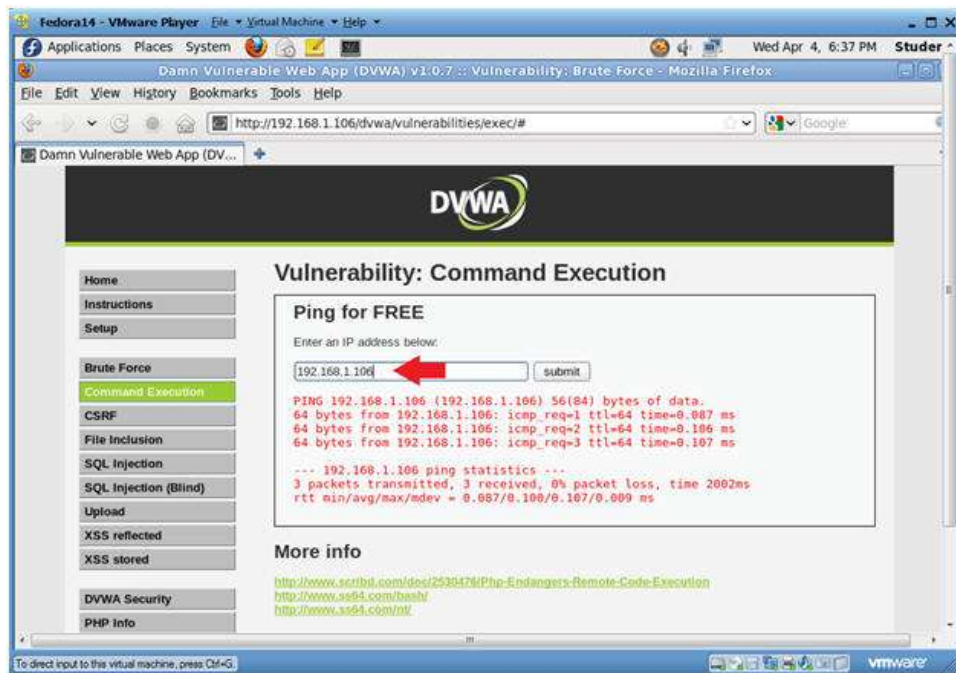 Fedora14 - VMware Player File Virtual Machine Help
Applications Places System Wed Apr 4, 6:37 PM Studer
Damn Vulnerable Web App (DVWA) v1.0.7 :: Vulnerability: Brute Force - Mozilla Firefox
File Edit View History Bookmarks Tools Help
http://192.168.1.106/dvwa/vulnerabilities/exec/# Google
Damn Vulnerable Web App (DV...
DVWA
Home
Instructions
Setup
Brute Force
Command Execution
CSRF
File Inclusion
SQL Injection
SQL Injection (Blind)
Upload
XSS reflected
XSS stored
DVWA Security
PHP Info
Vulnerability: Command Execution
Ping for FREE
Enter an IP address below:
192.168.1.106 submit
PING 192.168.1.106 (192.168.1.106) 56(84) bytes of data.
64 bytes from 192.168.1.106: icmp_req=1 ttl=64 time=0.087 ms
64 bytes from 192.168.1.106: icmp_req=2 ttl=64 time=0.106 ms
64 bytes from 192.168.1.106: icmp_req=3 ttl=64 time=0.107 ms
--- 192.168.1.106 ping statistics ---
3 packets transmitted, 3 received, 0% packet loss, time 2002ms
rtt min/avg/max/mdev = 0.087/0.100/0.107/0.009 ms
More info
http://www.scribd.com/doc/2530476/Php-Endangers-Remote-Code-Execution
http://www.ss64.com/bash/
http://www.ss64.com/nt/
To direct input to this virtual machine, press Ctrl+G. vmware